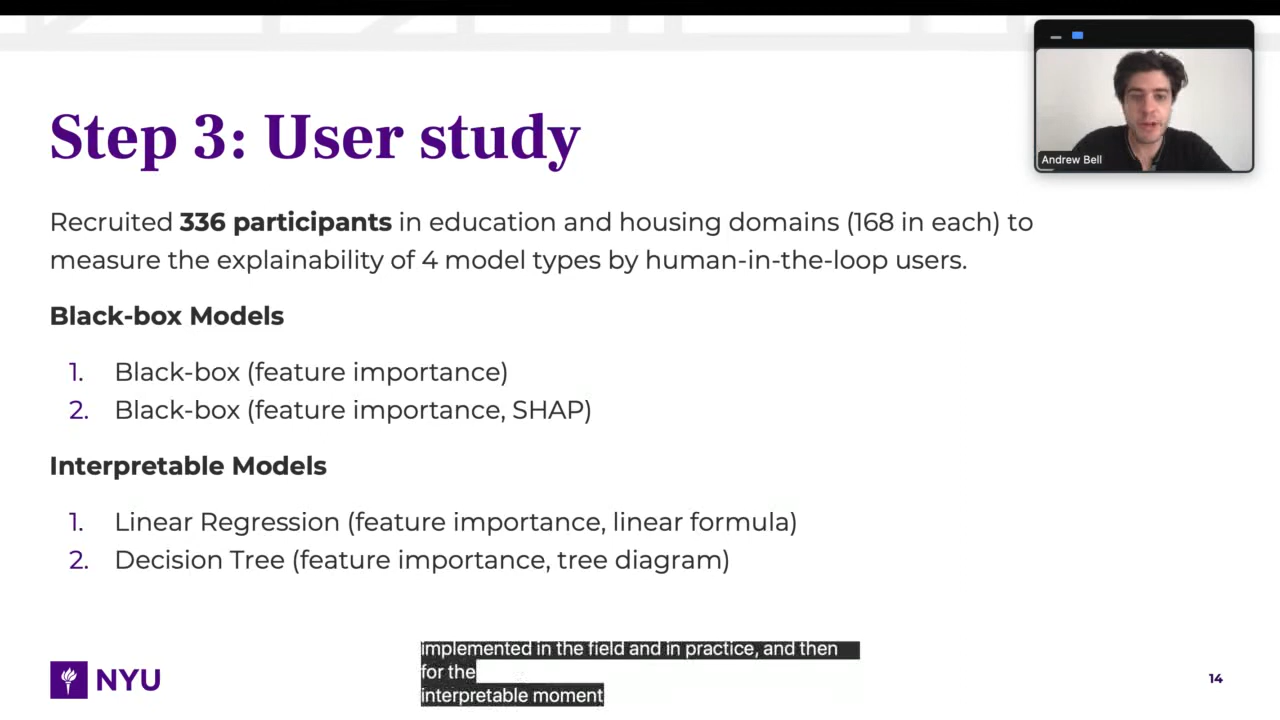 Step 3: User study
Andrew Bell
Recruited 336 participants in education and housing domains (168 in each) to
measure the explainability of 4 model types by human-in-the-loop users.
Black-box Models
1. Black-box (feature importance)
2. Black-box (feature importance, SHAP)
Interpretable Models
1. Linear Regression (feature importance, linear formula)
2. Decision Tree (feature importance, tree diagram)
implemented in the field and in practice, and then
for the
interpretable moment
NYU
14